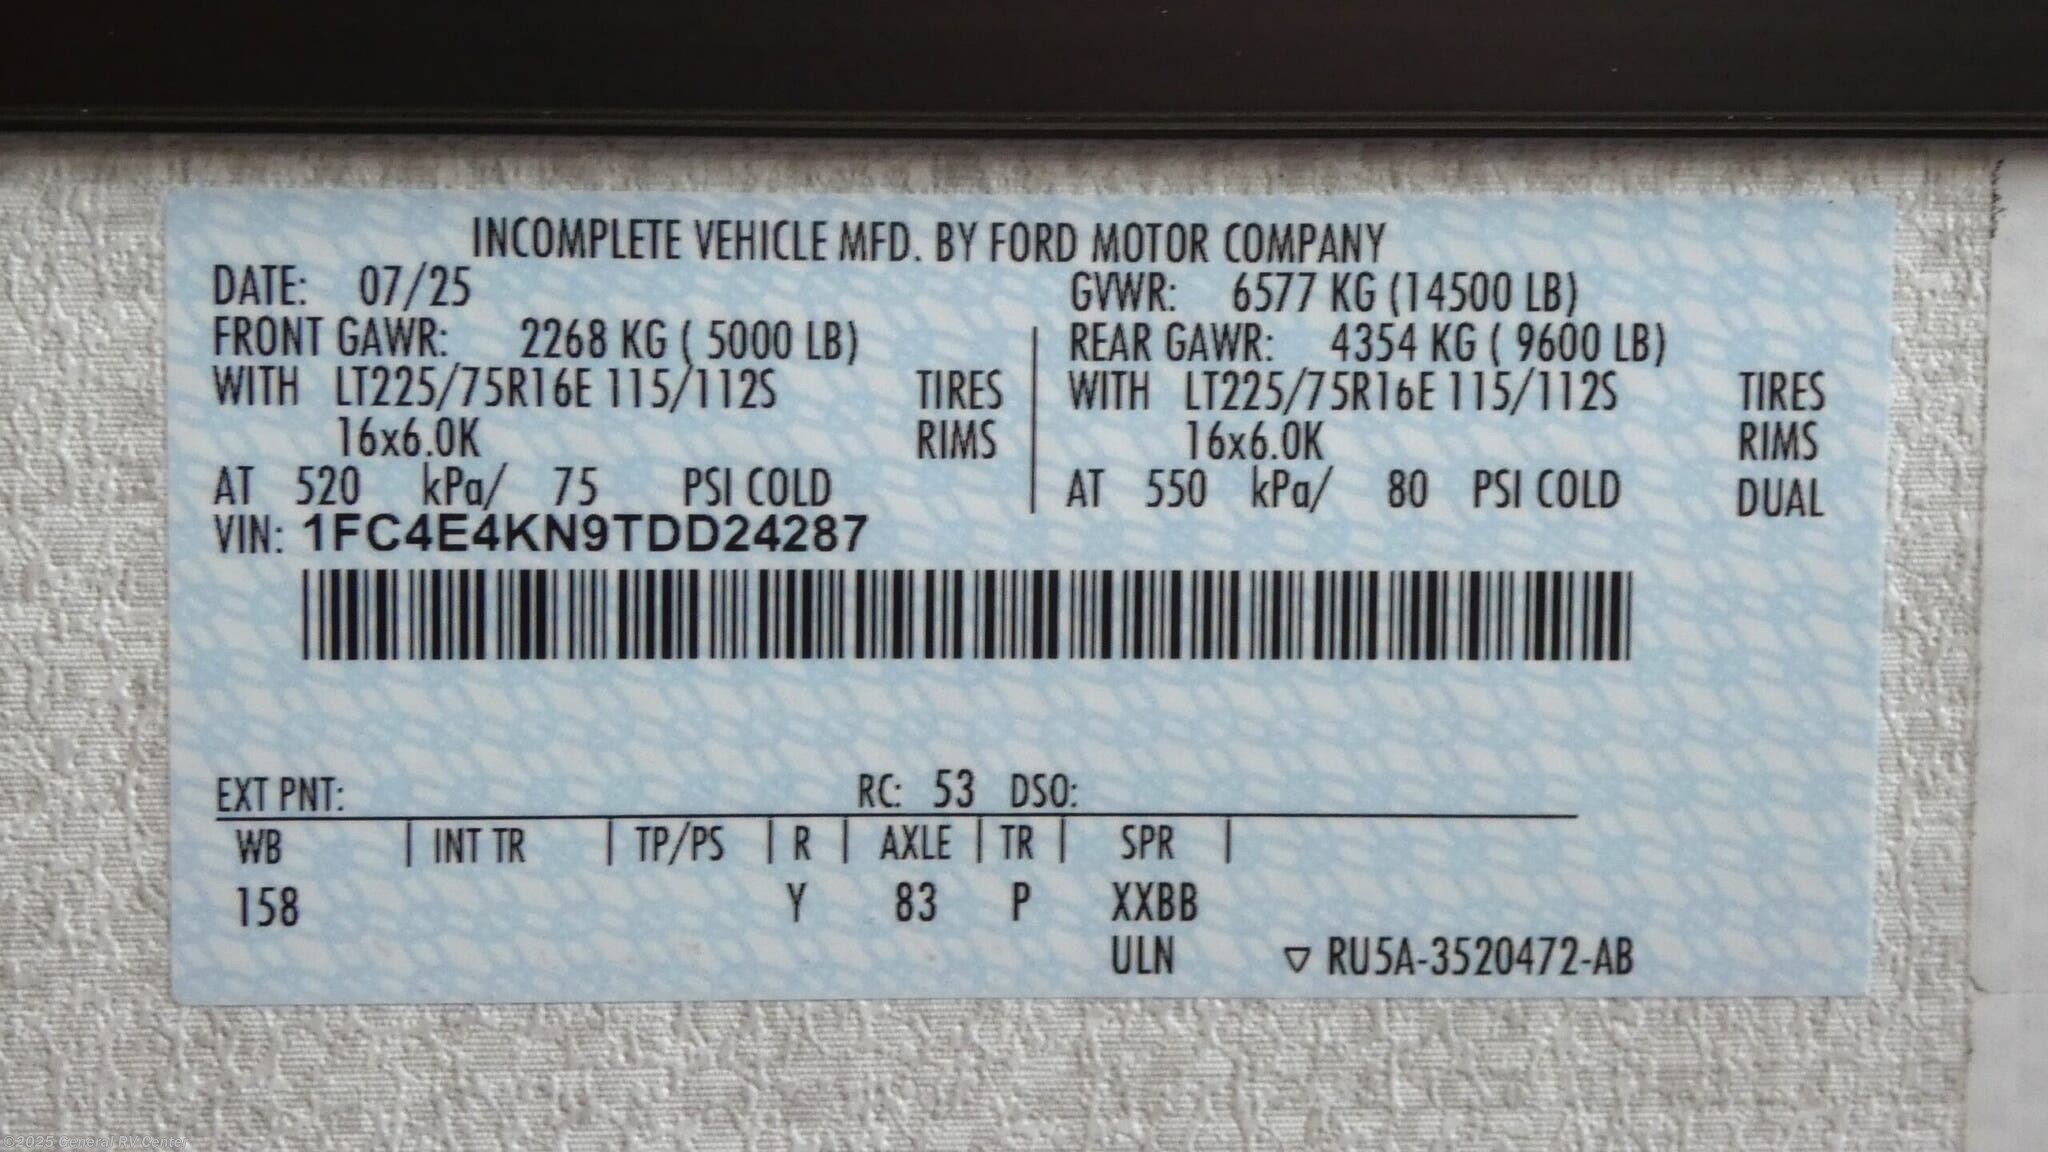 INCOMPLETE VEHICLE MFD. BY FORD MOTOR COMPANY
DATE: 07/25 GVWR: 6577 KG (14500 LB)
FRONT GAWR: 2268 KG ( 5000 LB) REAR GAWR: 4354 KG ( 9600 LB)
WITH LT225/75R16E 115/112S TIRES WITH LT225/75R16E 115/112S TIRES
16x6.0K RIMS 16x6.0K RIMS
AT 520 kPa/ 75 PSI COLD AT 550 kPa/ 80 PSI COLD DUAL
VIN: 1FC4E4KN9TDD24287
EXT PNT: RC: 53 DSO:
WB | INT TR | TP/PS | R | AXLE | TR | SPR |
158 Y 83 P XXBB
ULN ▽ RU5A-3520472-AB
©2025 General RV Center